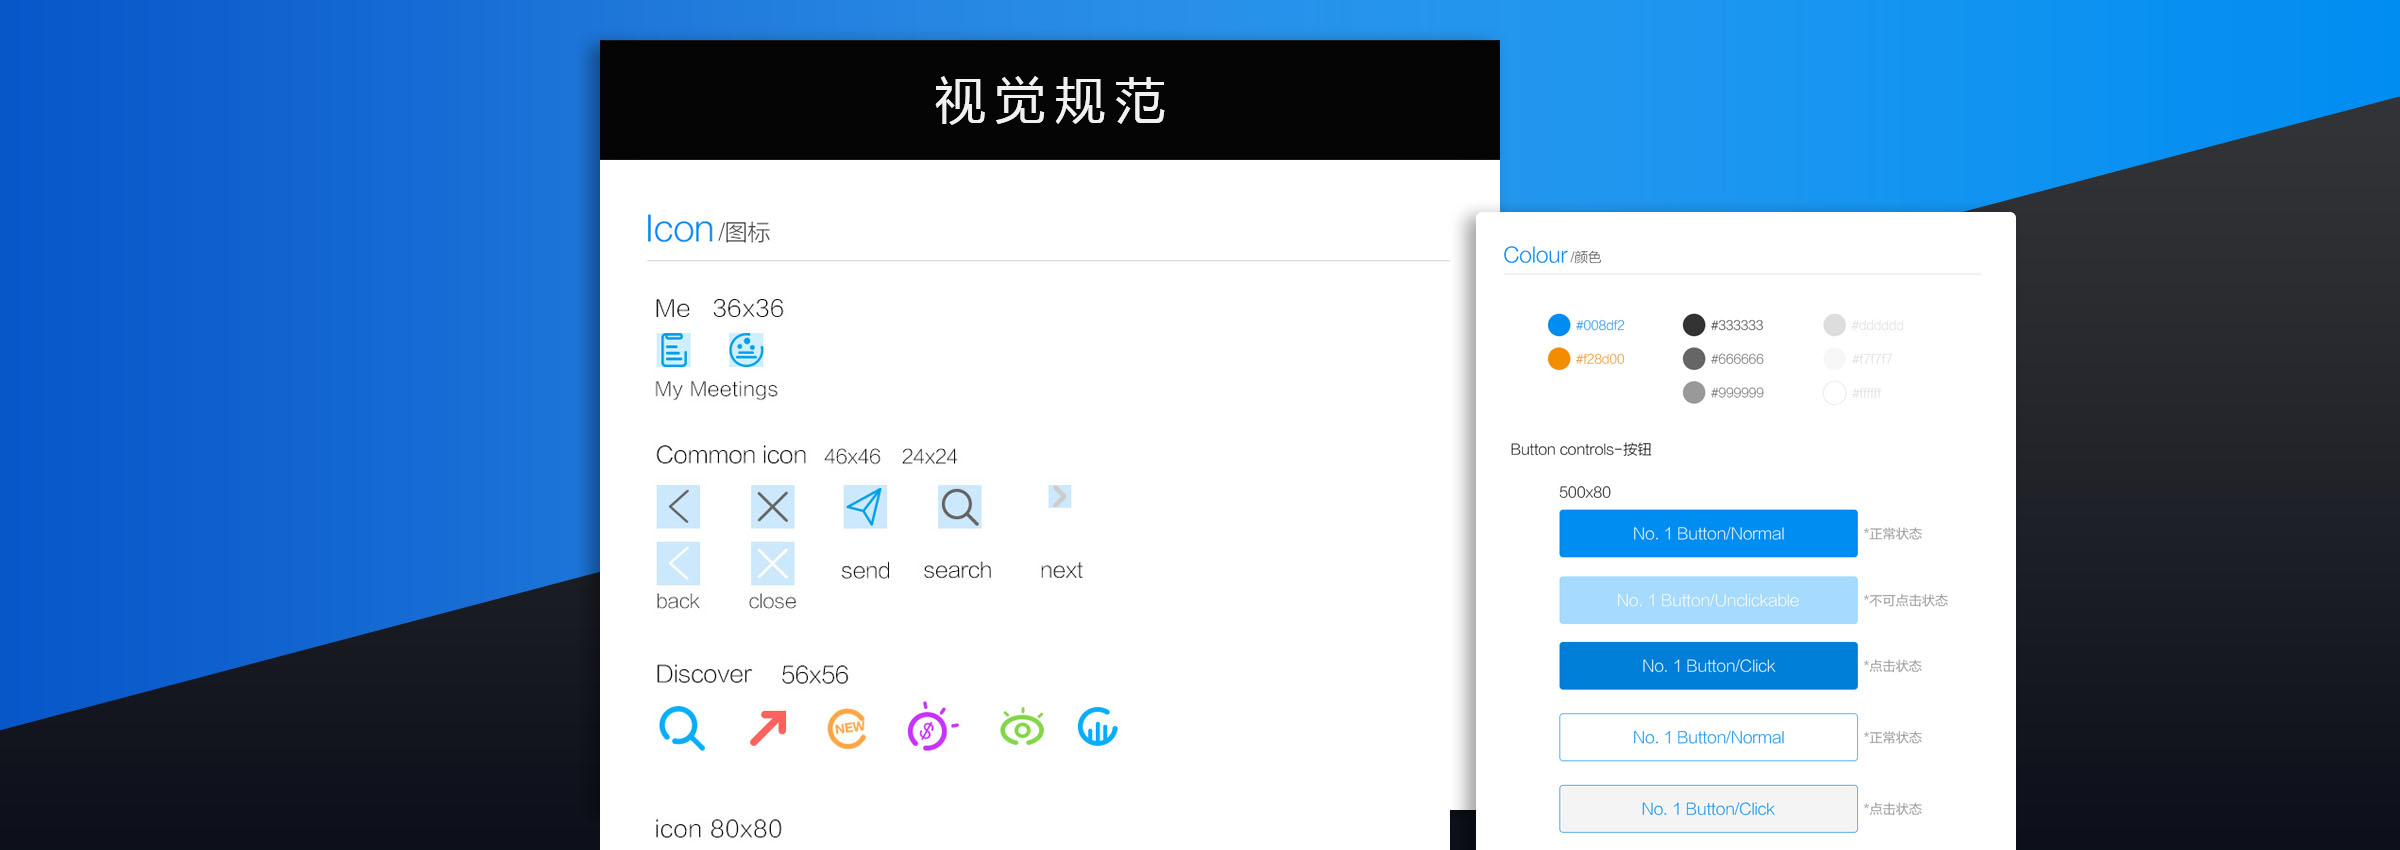 视觉规范
Icon /图标
Me 36x36
My Meetings
Common icon 46x46 24x24
send search next
back close
Discover 56x56
NEW $
icon 80x80
Colour /颜色
#008df2 #333333 #dddddd
#f28d00 #666666 #f7f7f7
#999999 #ffffff
Button controls-按钮
500x80
No. 1 Button/Normal *正常状态
No. 1 Button/Unclickable *不可点击状态
No. 1 Button/Click *点击状态
No. 1 Button/Normal *正常状态
No. 1 Button/Click *点击状态